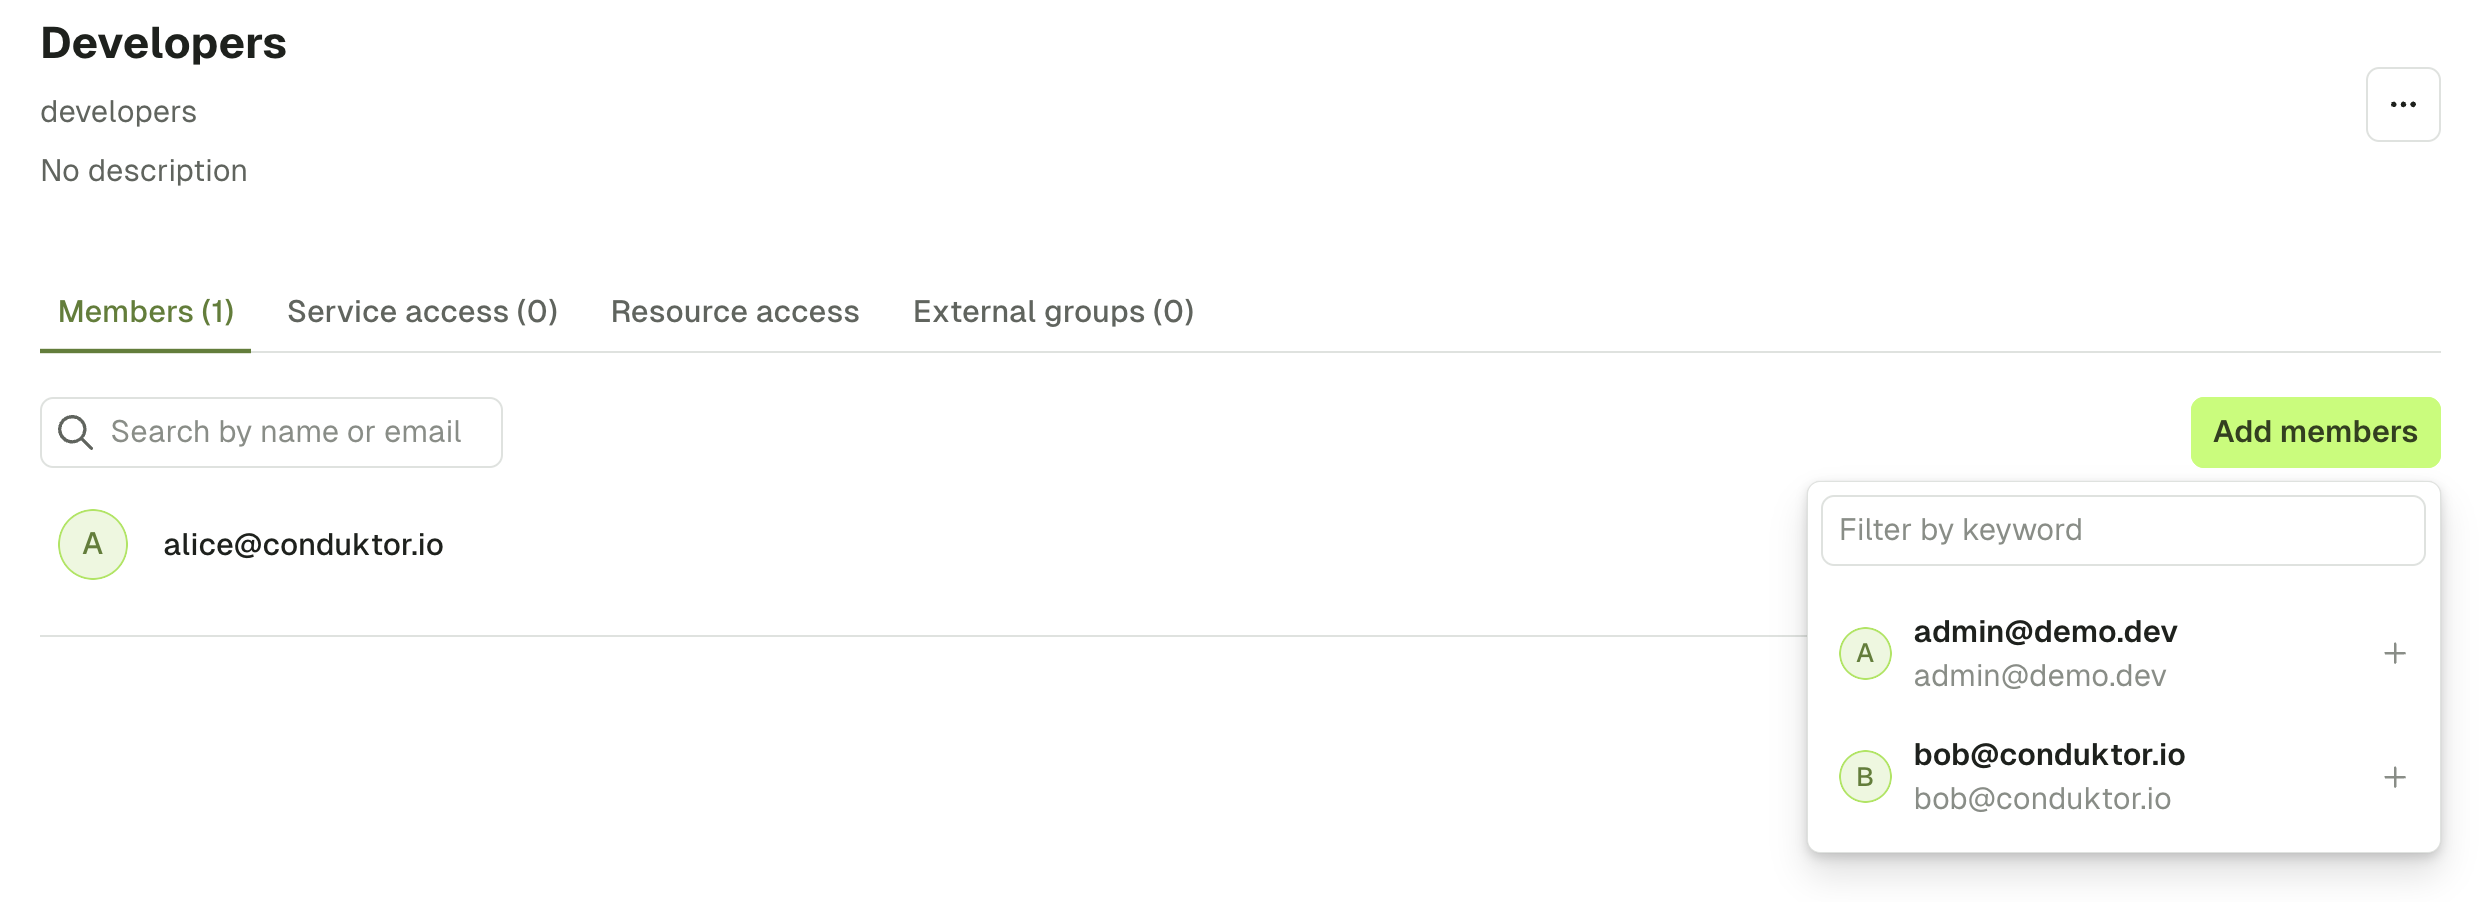 Developers
developers
No description
...
Members (1) Service access (0) Resource access External groups (0)
Search by name or email
Add members
A alice@conduktor.io
Filter by keyword
A admin@demo.dev
admin@demo.dev
B bob@conduktor.io
bob@conduktor.io